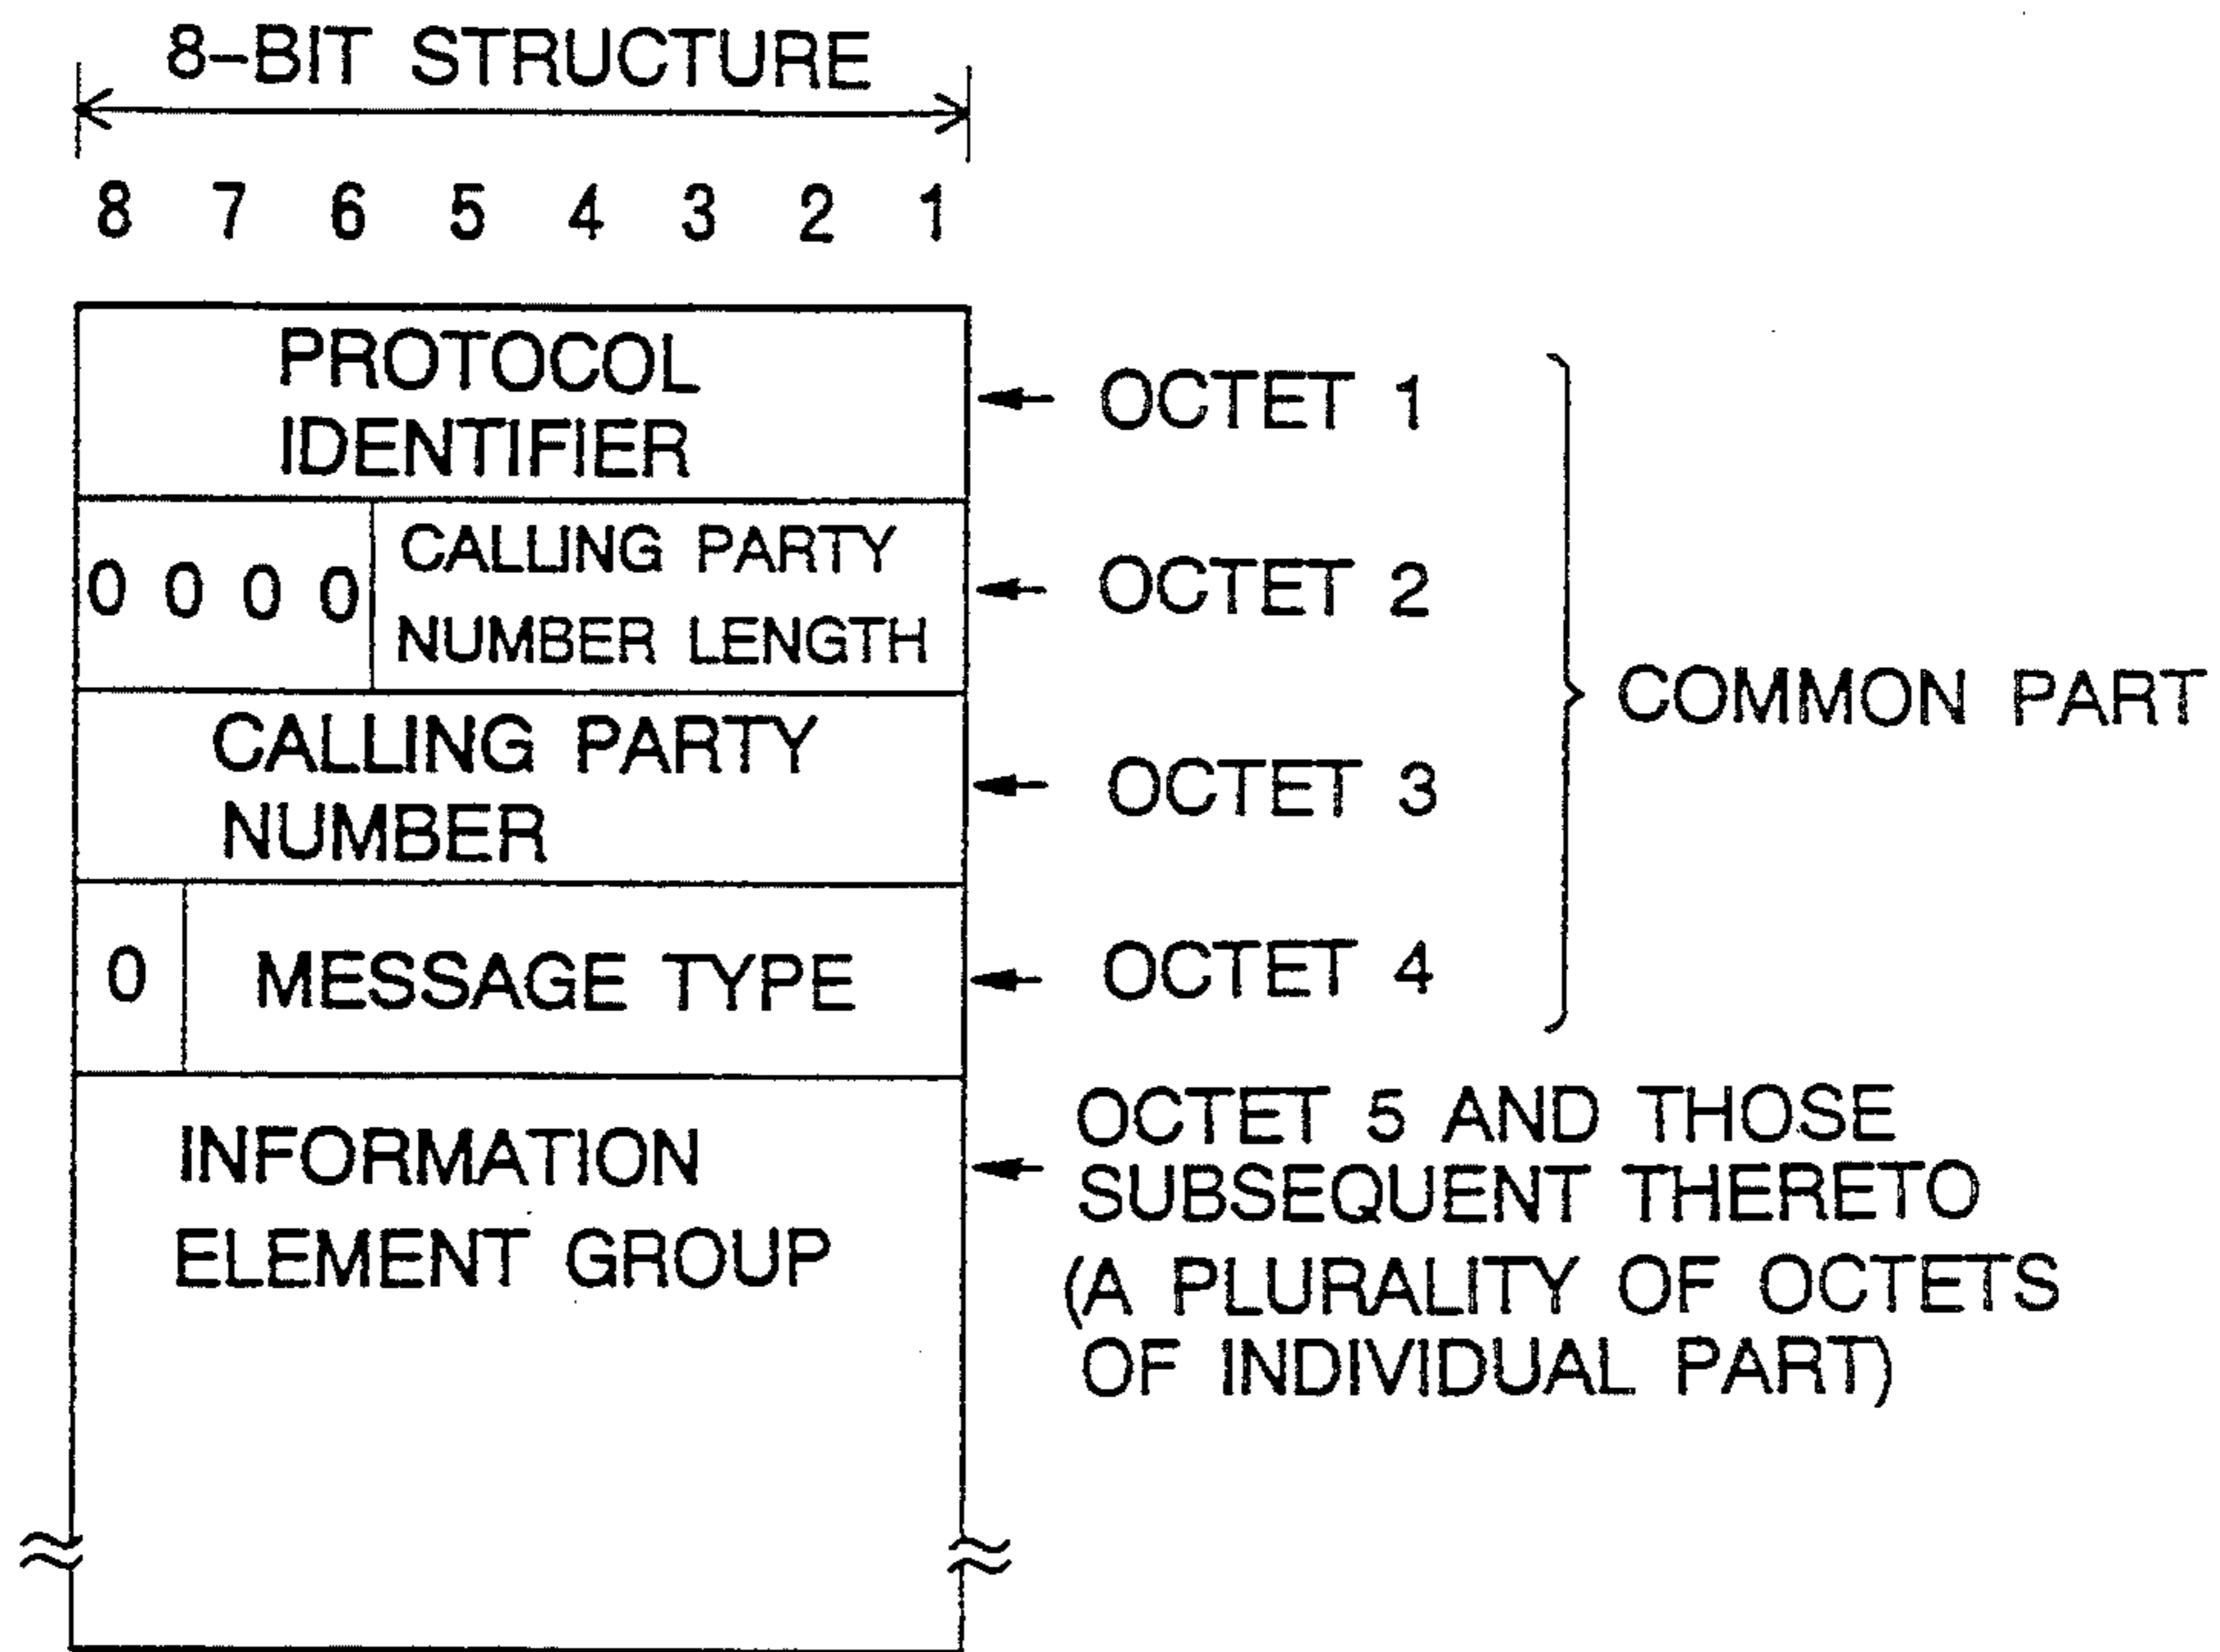 8-BIT STRUCTURE
8 7 6 5 4 3 2 1
PROTOCOL
IDENTIFIER
OCTET 1
0 0 0 0
CALLING PARTY
NUMBER LENGTH
OCTET 2
CALLING PARTY
NUMBER
OCTET 3
0
MESSAGE TYPE
OCTET 4
COMMON PART
INFORMATION
ELEMENT GROUP
OCTET 5 AND THOSE
SUBSEQUENT THERETO
(A PLURALITY OF OCTETS
OF INDIVIDUAL PART)